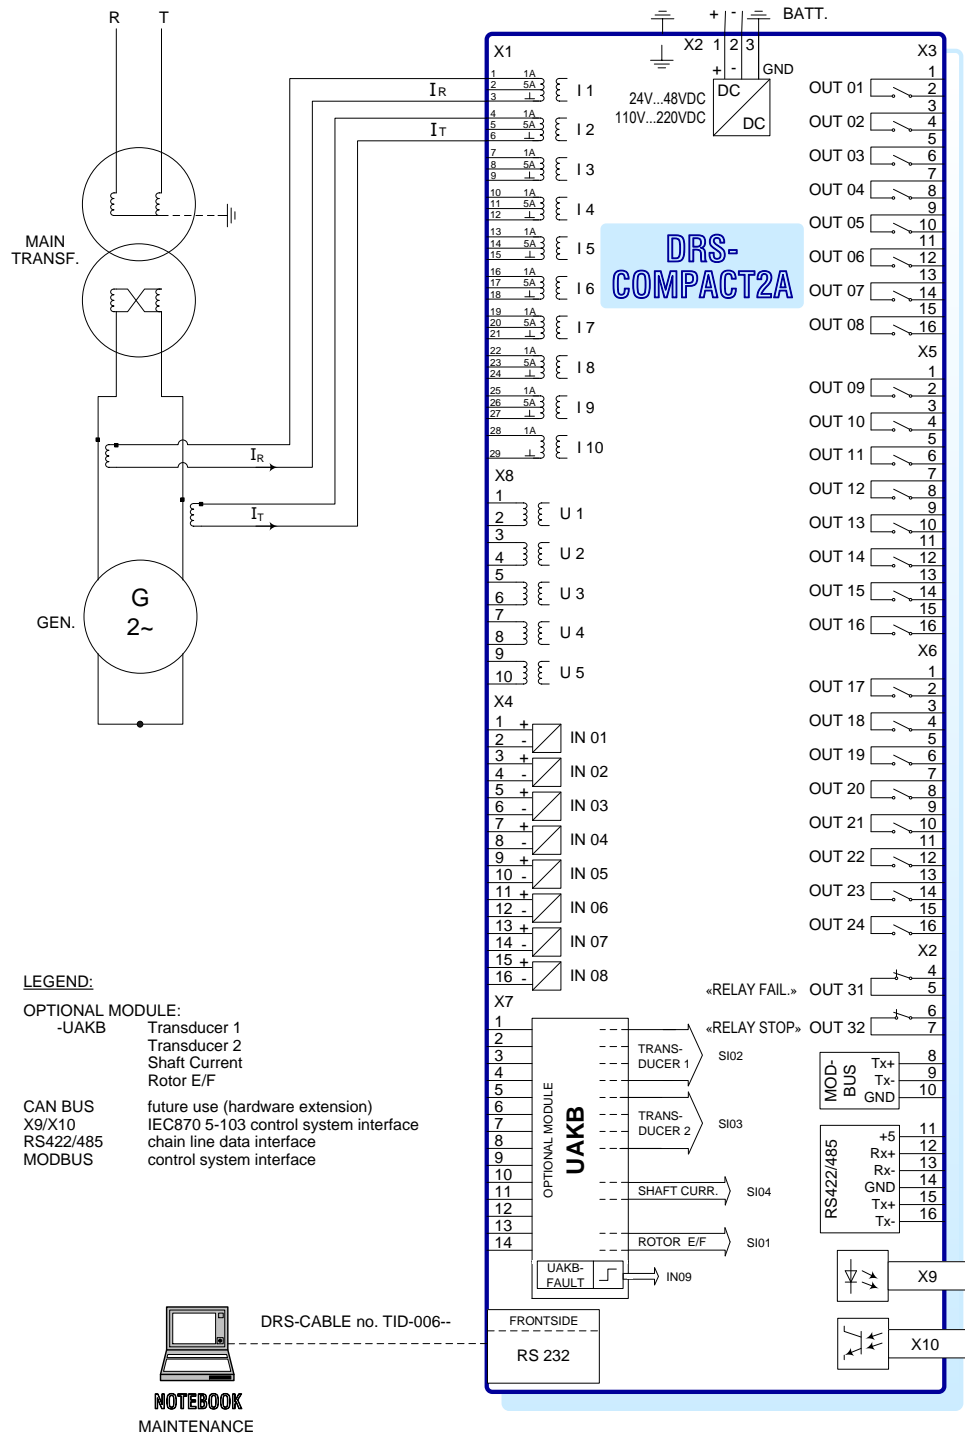 R T
BATT.
+ -
X2 1 2 3
+ - GND
DC
DC
24V...48VDC
110V...220VDC
MAIN
TRANSF.
IR
IT
GEN.
G
2~
IR
IT
X1
1 1A
2 5A
3 ⊥
I 1
4 1A
5 5A
6 ⊥
I 2
7 1A
8 5A
9 ⊥
I 3
10 1A
11 5A
12 ⊥
I 4
13 1A
14 5A
15 ⊥
I 5
16 1A
17 5A
18 ⊥
I 6
19 1A
20 5A
21 ⊥
I 7
22 1A
23 5A
24 ⊥
I 8
25 1A
26 5A
27 ⊥
I 9
28 1A
29 ⊥
I 10
DRS-
COMPACT2A
X8
1
2
U 1
3
4
U 2
5
6
U 3
7
8
U 4
9
10
U 5
X4
1 +
2 -
IN 01
3 +
4 -
IN 02
5 +
6 -
IN 03
7 +
8 -
IN 04
9 +
10 -
IN 05
11 +
12 -
IN 06
13 +
14 -
IN 07
15 +
16 -
IN 08
X7
1
2
3
4
5
6
7
8
9
10
11
12
13
14
OPTIONAL MODULE
UAKB
TRANS-
DUCER 1
SI02
TRANS-
DUCER 2
SI03
SHAFT CURR.
SI04
ROTOR E/F
SI01
UAKB-
FAULT
IN09
FRONTSIDE
RS 232
X3
1
OUT 01 2
3
OUT 02 4
5
OUT 03 6
7
OUT 04 8
9
OUT 05 10
11
OUT 06 12
13
OUT 07 14
15
OUT 08 16
X5
1
OUT 09 2
3
OUT 10 4
5
OUT 11 6
7
OUT 12 8
9
OUT 13 10
11
OUT 14 12
13
OUT 15 14
15
OUT 16 16
X6
1
OUT 17 2
3
OUT 18 4
5
OUT 19 6
7
OUT 20 8
9
OUT 21 10
11
OUT 22 12
13
OUT 23 14
15
OUT 24 16
X2
4
«RELAY FAIL.» OUT 31 5
6
«RELAY STOP» OUT 32 7
MOD-
BUS
Tx+ 8
Tx- 9
GND 10
RS422/485
+5 11
Rx+ 12
Rx- 13
GND 14
Tx+ 15
Tx- 16
X9
X10
LEGEND:
OPTIONAL MODULE:
-UAKB Transducer 1
Transducer 2
Shaft Current
Rotor E/F
CAN BUS future use (hardware extension)
X9/X10 IEC870 5-103 control system interface
RS422/485 chain line data interface
MODBUS control system interface
DRS-CABLE no. TID-006--
NOTEBOOK
MAINTENANCE